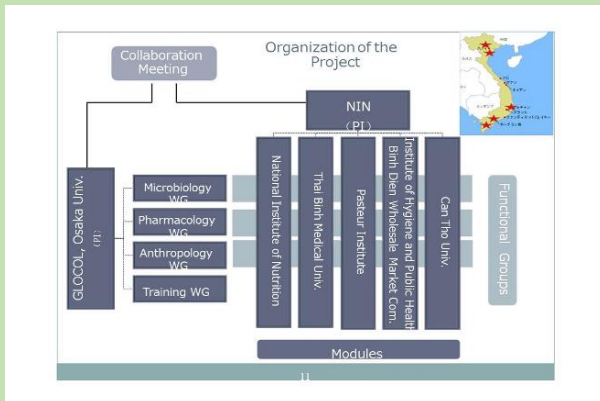 Collaboration
Meeting
Organization of the
Project
NIN
(PI)
GLOCOL, Osaka Univ.
(PI)
Microbiology
WG
Pharmacology
WG
Anthropology
WG
Training WG
National Institute of Nutrition
Thai Binh Medical Univ.
Pasteur Institute
Institute of Hygiene and Public Health
Binh Dien Wholesale Market Com.
Can Tho Univ.
Functional Groups
Modules
11